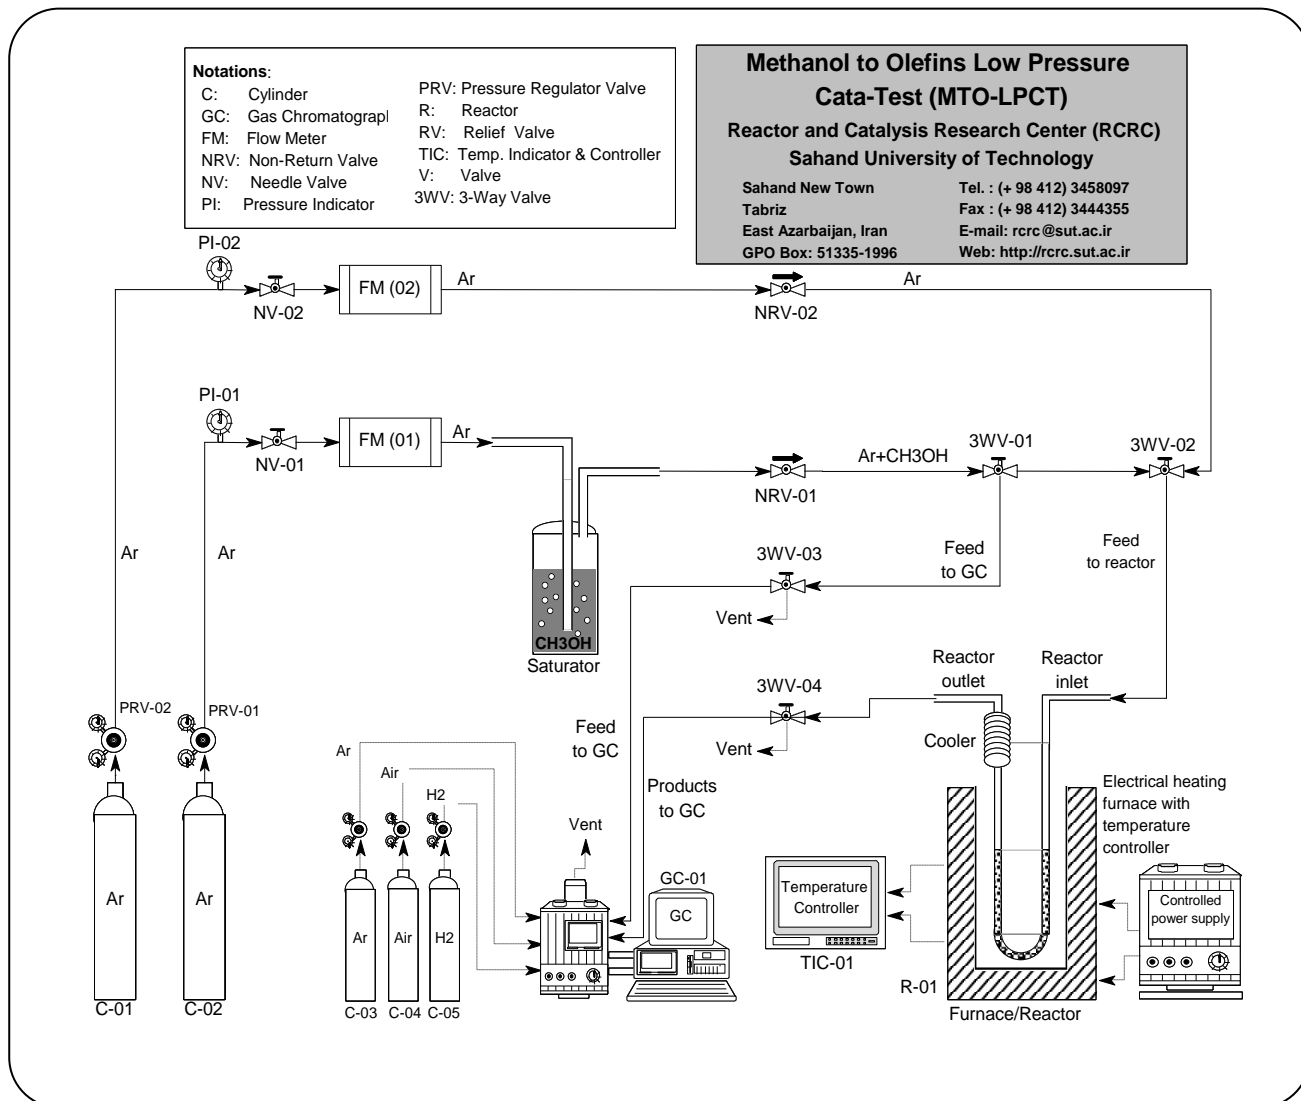 Notations:
C: Cylinder
GC: Gas Chromatograpl
FM: Flow Meter
NRV: Non-Return Valve
NV: Needle Valve
PI: Pressure Indicator
PRV: Pressure Regulator Valve
R: Reactor
RV: Relief Valve
TIC: Temp. Indicator & Controller
V: Valve
3WV: 3-Way Valve
Methanol to Olefins Low Pressure
Cata-Test (MTO-LPCT)
Reactor and Catalysis Research Center (RCRC)
Sahand University of Technology
Sahand New Town
Tabriz
East Azarbaijan, Iran
GPO Box: 51335-1996
Tel. : (+ 98 412) 3458097
Fax : (+ 98 412) 3444355
E-mail: rcrc@sut.ac.ir
Web: http://rcrc.sut.ac.ir
PI-02
NV-02
FM (02)
Ar
NRV-02
Ar
PI-01
NV-01
FM (01)
Ar
NRV-01
Ar+CH3OH
3WV-01
3WV-02
Ar
Ar
CH3OH
Saturator
3WV-03
Vent
Feed
to GC
Feed
to reactor
Reactor
outlet
Reactor
inlet
3WV-04
Vent
Cooler
PRV-02
PRV-01
Feed
to GC
Products
to GC
Ar
Air
H2
Vent
Electrical heating
furnace with
temperature
controller
Ar
Ar
Ar
Air
H2
GC-01
GC
Temperature
Controller
TIC-01
Controlled
power supply
R-01
Furnace/Reactor
C-01
C-02
C-03
C-04
C-05